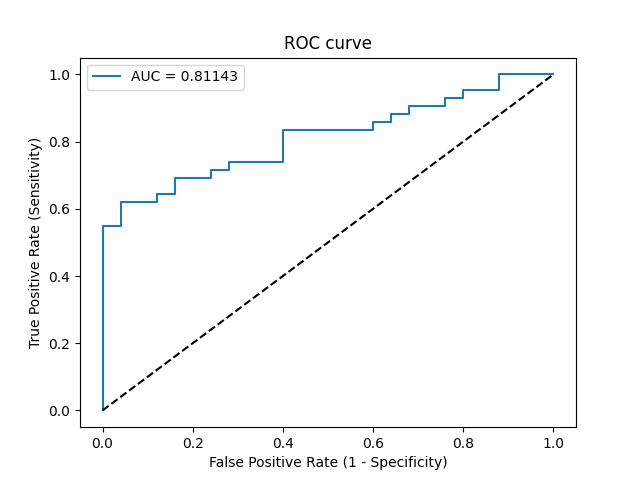 ROC curve
AUC = 0.81143
1.0
0.8
0.6
0.4
0.2
0.0
True Positive Rate (Sensitivity)
0.0 0.2 0.4 0.6 0.8 1.0
False Positive Rate (1 - Specificity)